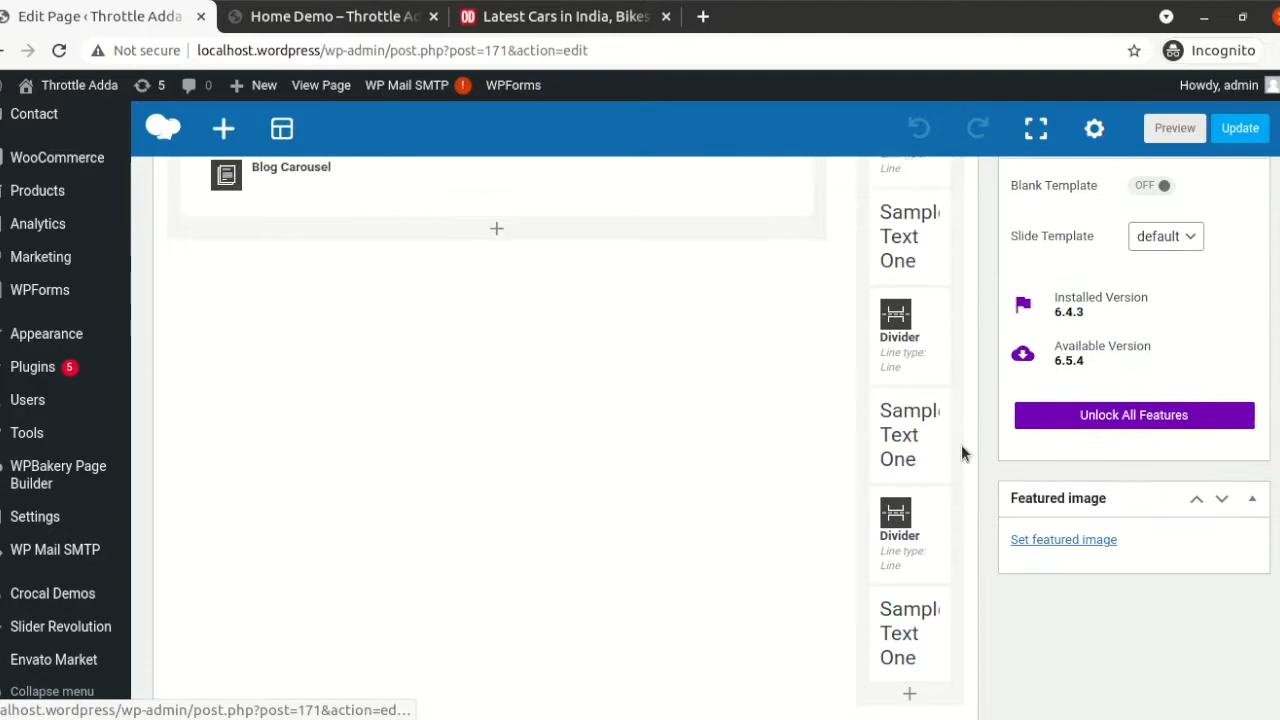 Edit Page ‹ Throttle Adda
Home Demo – Throttle Ad
Latest Cars in India, Bikes
Not secure
localhost.wordpress/wp-admin/post.php?post=171&action=edit
Incognito
Throttle Adda
5
0
New
View Page
WP Mail SMTP !
WPForms
Howdy, admin
Contact
WooCommerce
Products
Analytics
Marketing
WPForms
Appearance
Plugins 5
Users
Tools
WPBakery Page
Builder
Settings
WP Mail SMTP
Crocal Demos
Slider Revolution
Envato Market
Collapse menu
Preview
Update
Blog Carousel
Line
Sample
Text
One
Divider
Line type:
Line
Sample
Text
One
Divider
Line type:
Line
Sample
Text
One
Blank Template
OFF
Slide Template
default
Installed Version
6.4.3
Available Version
6.5.4
Unlock All Features
Featured image
Set featured image
alhost.wordpress/wp-admin/post.php?post=171&action=ed...